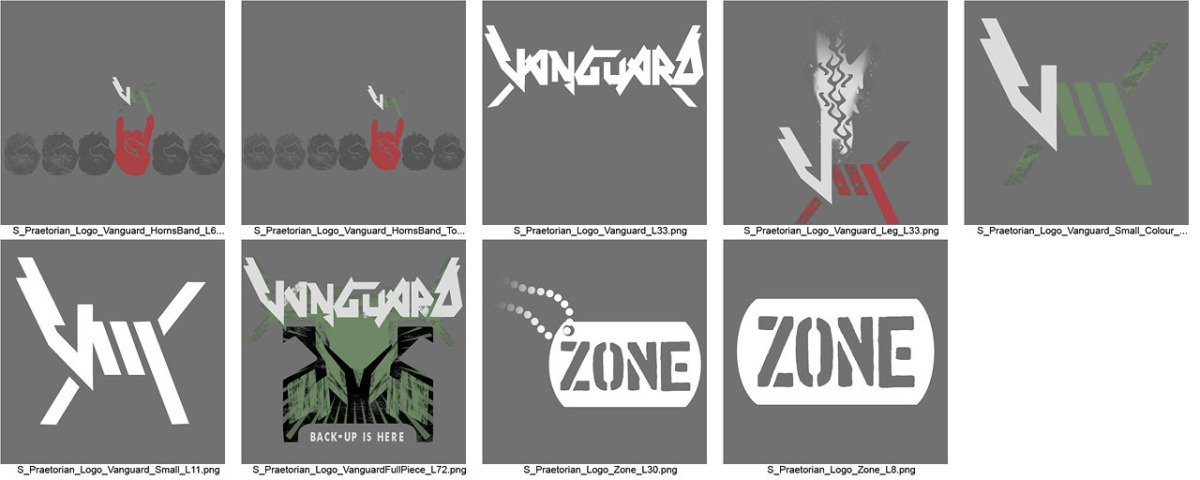 VANGUARD
S_Praetorian_Logo_Vanguard_HornsBand_L6...
S_Praetorian_Logo_Vanguard_HornsBand_To...
S_Praetorian_Logo_Vanguard_L33.png
S_Praetorian_Logo_Vanguard_Leg_L33.png
S_Praetorian_Logo_Vanguard_Small_Colour_...
VANGUARD
BACK-UP IS HERE
ZONE
ZONE
S_Praetorian_Logo_Vanguard_Small_L11.png
S_Praetorian_Logo_VanguardFullPiece_L72.png
S_Praetorian_Logo_Zone_L30.png
S_Praetorian_Logo_Zone_L8.png